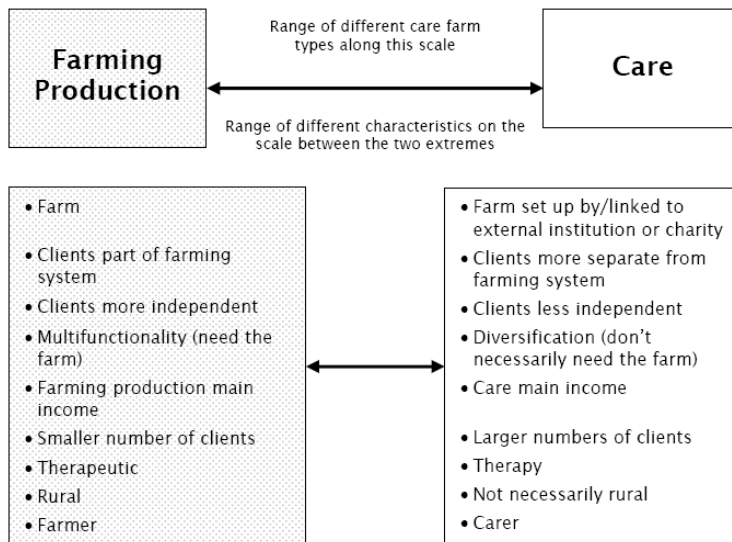 Farming
Production
Range of different care farm
types along this scale
Care
Range of different characteristics on the
scale between the two extremes
• Farm
• Clients part of farming
system
• Clients more independent
• Multifunctionality (need the
farm)
• Farming production main
income
• Smaller number of clients
• Therapeutic
• Rural
• Farmer
• Farm set up by/linked to
external institution or charity
• Clients more separate from
farming system
• Clients less independent
• Diversification (don't
necessarily need the farm)
• Care main income
• Larger numbers of clients
• Therapy
• Not necessarily rural
• Carer